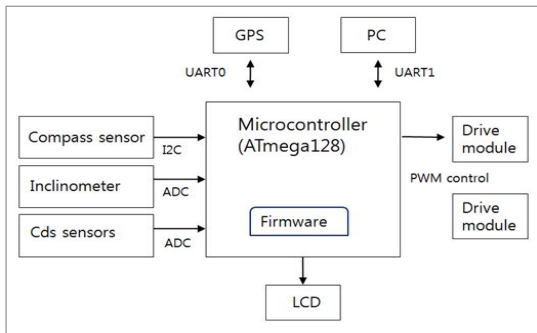 GPS
PC
UART0
UART1
Compass sensor
I2C
Inclinometer
ADC
Cds sensors
ADC
Microcontroller
(ATmega128)
Firmware
Drive
module
PWM control
Drive
module
LCD